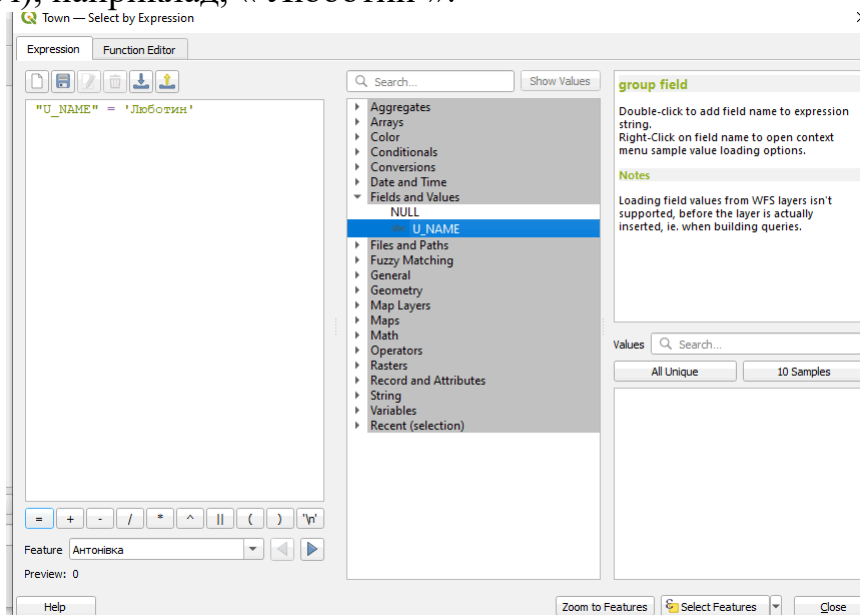 наприклад, « Люботин ».
Town — Select by Expression
Expression Function Editor
Search... Show Values
"U_NAME" = 'Люботин'
Aggregates
Arrays
Color
Conditionals
Conversions
Date and Time
Fields and Values
NULL
U_NAME
Files and Paths
Fuzzy Matching
General
Geometry
Map Layers
Maps
Math
Operators
Rasters
Record and Attributes
String
Variables
Recent (selection)
group field
Double-click to add field name to expression
string.
Right-Click on field name to open context
menu sample value loading options.
Notes
Loading field values from WFS layers isn't
supported, before the layer is actually
inserted, ie. when building queries.
Values Search...
All Unique 10 Samples
= + - / * ^ || ( ) '\n'
Feature Антонівка
Preview: 0
Help Zoom to Features Select Features Close